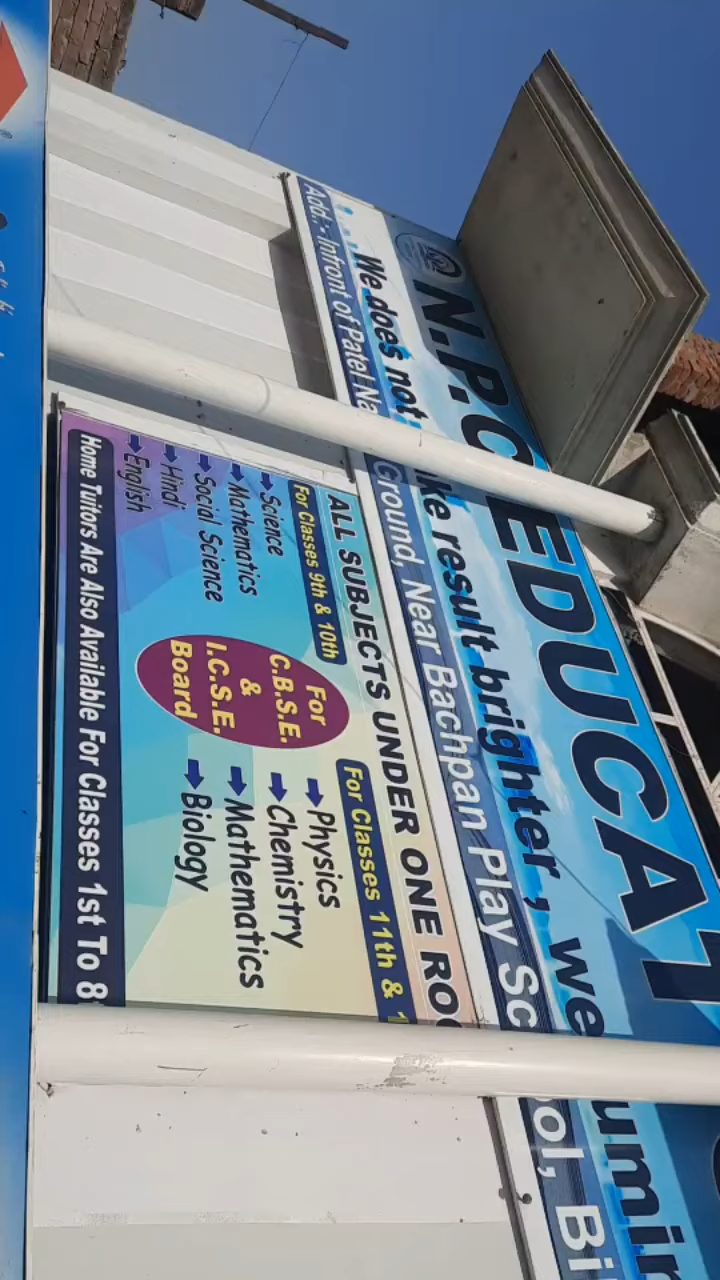 N.P. EDUCAT
We does not ke result brighter, we
Add.:- Infront of Patel Ground, Near Bachpan Play School, Bi
ALL SUBJECTS UNDER ONE ROO
For Classes 9th & 10th
Science
Mathematics
Social Science
Hindi
English
For
C.B.S.E.
&
I.C.S.E.
Board
For Classes 11th & 1
Physics
Chemistry
Mathematics
Biology
Home Tuitors Are Also Available For Classes 1st To 8